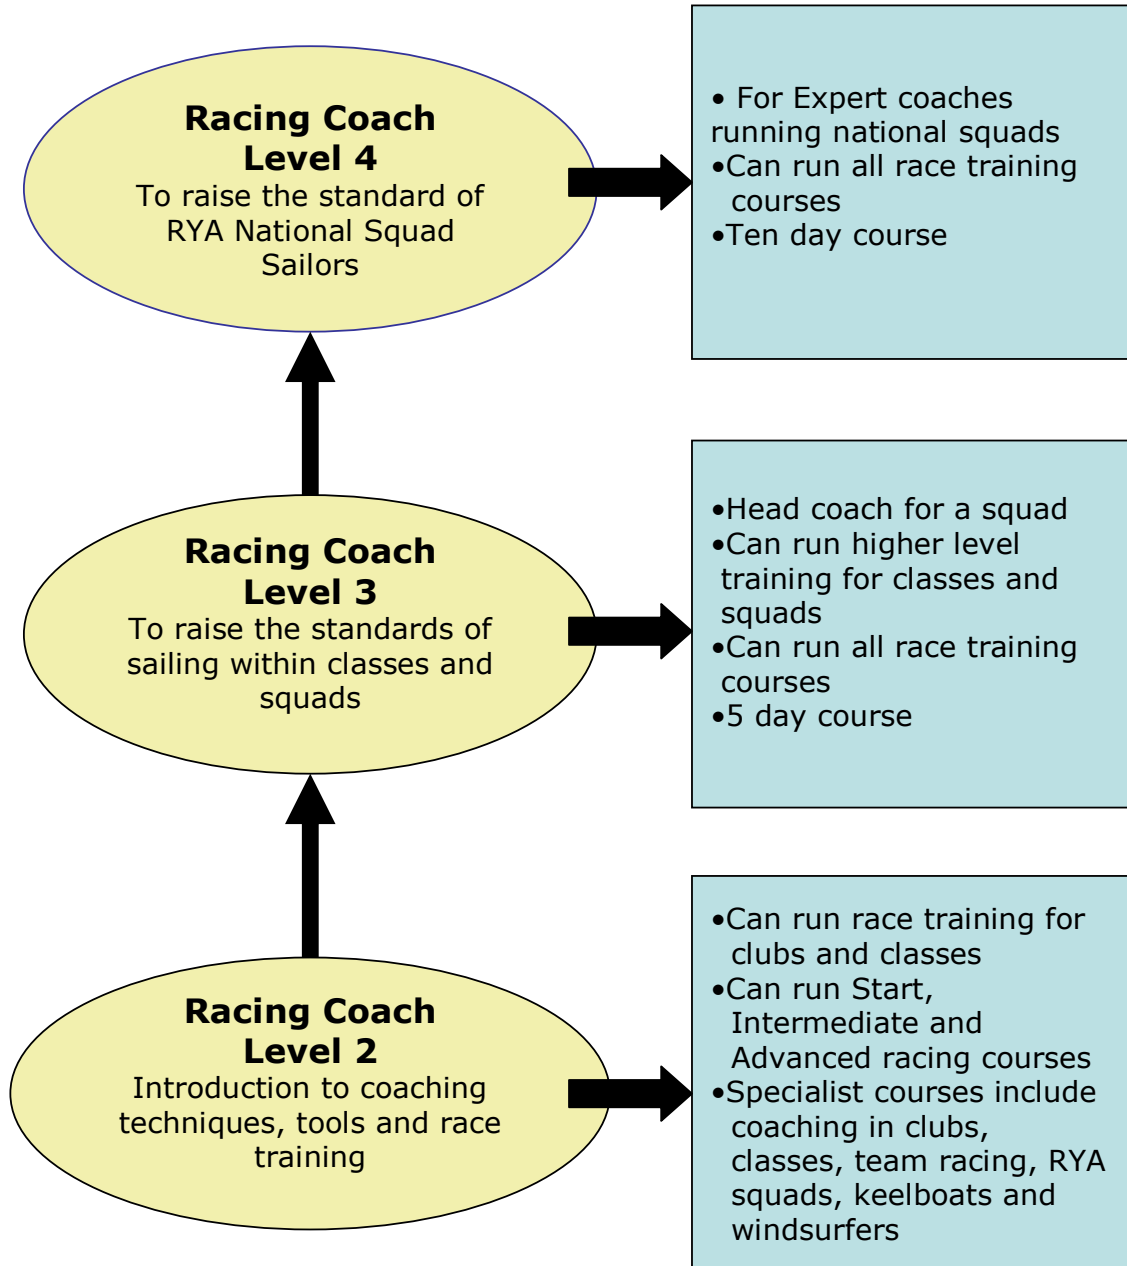 Racing Coach
Level 4
To raise the standard of
RYA National Squad
Sailors
• For Expert coaches
running national squads
•Can run all race training
courses
•Ten day course
Racing Coach
Level 3
To raise the standards of
sailing within classes and
squads
•Head coach for a squad
•Can run higher level
training for classes and
squads
•Can run all race training
courses
•5 day course
Racing Coach
Level 2
Introduction to coaching
techniques, tools and race
training
•Can run race training for
clubs and classes
•Can run Start,
Intermediate and
Advanced racing courses
•Specialist courses include
coaching in clubs,
classes, team racing, RYA
squads, keelboats and
windsurfers